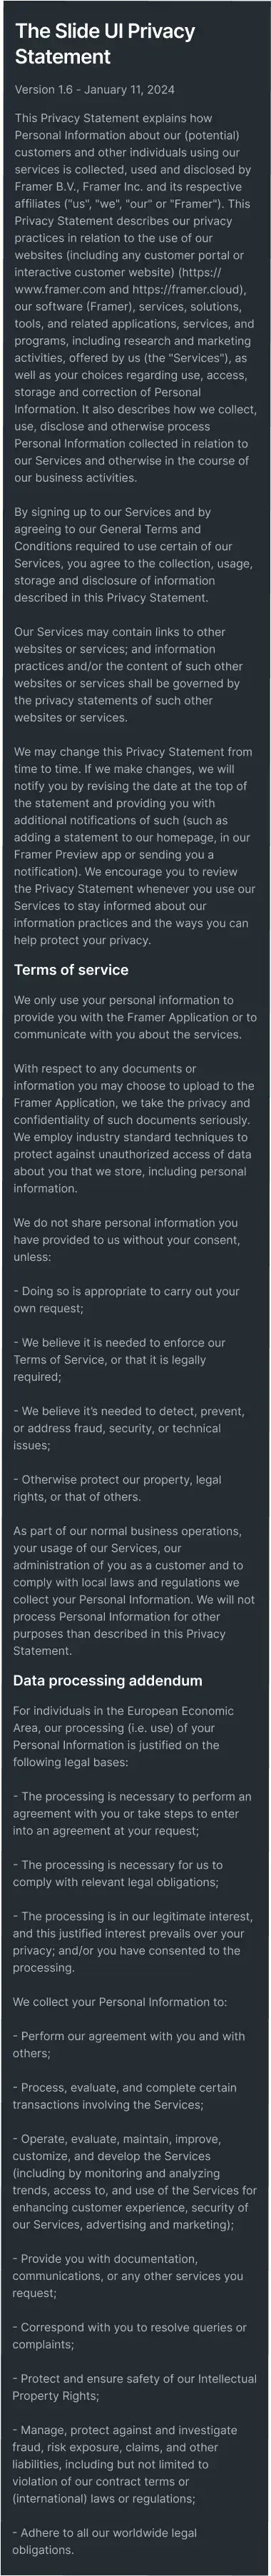 The Slide UI Privacy
Statement
Version 1.6 - January 11, 2024
This Privacy Statement explains how
Personal Information about our (potential)
customers and other individuals using our
services is collected, used and disclosed by
Framer B.V., Framer Inc. and its respective
affiliates ("us", "we", "our" or "Framer"). This
Privacy Statement describes our privacy
practices in relation to the use of our
websites (including any customer portal or
interactive customer website) (https://
www.framer.com and https://framer.cloud),
our software (Framer), services, solutions,
tools, and related applications, services, and
programs, including research and marketing
activities, offered by us (the "Services"), as
well as your choices regarding use, access,
storage and correction of Personal
Information. It also describes how we collect,
use, disclose and otherwise process
Personal Information collected in relation to
our Services and otherwise in the course of
our business activities.
By signing up to our Services and by
agreeing to our General Terms and
Conditions required to use certain of our
Services, you agree to the collection, usage,
storage and disclosure of information
described in this Privacy Statement.
Our Services may contain links to other
websites or services; and information
practices and/or the content of such other
websites or services shall be governed by
the privacy statements of such other
websites or services.
We may change this Privacy Statement from
time to time. If we make changes, we will
notify you by revising the date at the top of
the statement and providing you with
additional notifications of such (such as
adding a statement to our homepage, in our
Framer Preview app or sending you a
notification). We encourage you to review
the Privacy Statement whenever you use our
Services to stay informed about our
information practices and the ways you can
help protect your privacy.
Terms of service
We only use your personal information to
provide you with the Framer Application or to
communicate with you about the services.
With respect to any documents or
information you may choose to upload to the
Framer Application, we take the privacy and
confidentiality of such documents seriously.
We employ industry standard techniques to
protect against unauthorized access of data
about you that we store, including personal
information.
We do not share personal information you
have provided to us without your consent,
unless:
- Doing so is appropriate to carry out your
own request;
- We believe it is needed to enforce our
Terms of Service, or that it is legally
required;
- We believe it’s needed to detect, prevent,
or address fraud, security, or technical
issues;
- Otherwise protect our property, legal
rights, or that of others.
As part of our normal business operations,
your usage of our Services, our
administration of you as a customer and to
comply with local laws and regulations we
collect your Personal Information. We will not
process Personal Information for other
purposes than described in this Privacy
Statement.
Data processing addendum
For individuals in the European Economic
Area, our processing (i.e. use) of your
Personal Information is justified on the
following legal bases:
- The processing is necessary to perform an
agreement with you or take steps to enter
into an agreement at your request;
- The processing is necessary for us to
comply with relevant legal obligations;
- The processing is in our legitimate interest,
and this justified interest prevails over your
privacy; and/or you have consented to the
processing.
We collect your Personal Information to:
- Perform our agreement with you and with
others;
- Process, evaluate, and complete certain
transactions involving the Services;
- Operate, evaluate, maintain, improve,
customize, and develop the Services
(including by monitoring and analyzing
trends, access to, and use of the Services for
enhancing customer experience, security of
our Services, advertising and marketing);
- Provide you with documentation,
communications, or any other services you
request;
- Correspond with you to resolve queries or
complaints;
- Protect and ensure safety of our Intellectual
Property Rights;
- Manage, protect against and investigate
fraud, risk exposure, claims, and other
liabilities, including but not limited to
violation of our contract terms or
(international) laws or regulations;
- Adhere to all our worldwide legal
obligations.